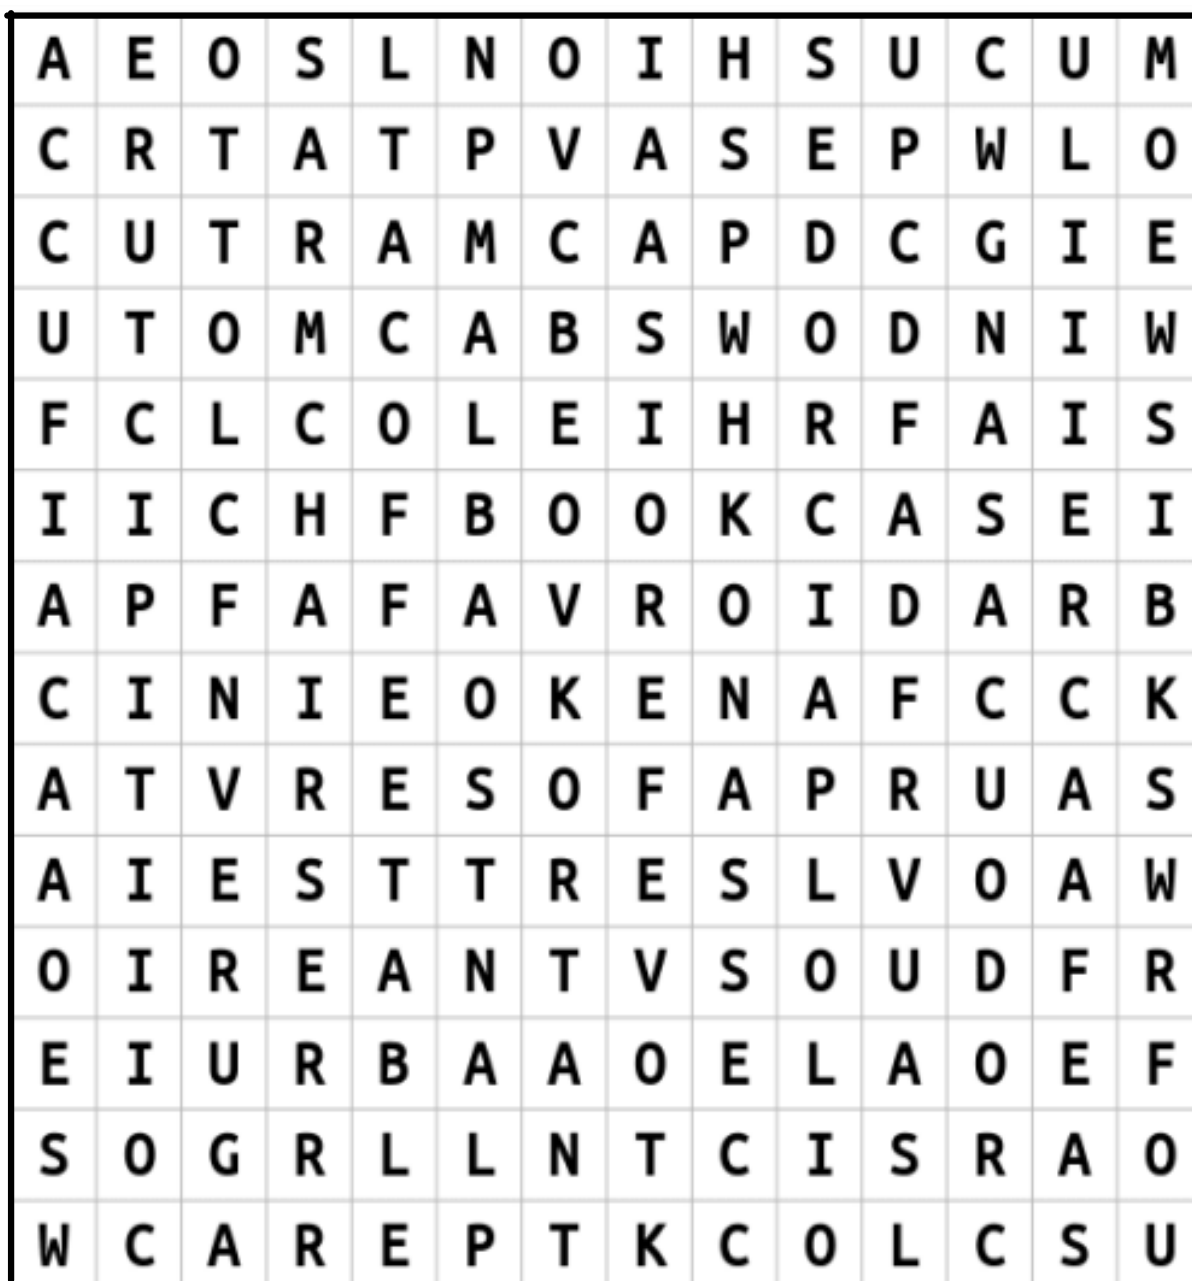 A E O S L N O I H S U C U M
C R T A T P V A S E P W L O
C U T R A M C A P D C G I E
U T O M C A B S W O D N I W
F C L C O L E I H R F A I S
I I C H F B O O K C A S E I
A P F A F A V R O I D A R B
C I N I E O K E N A F C C K
A T V R E S O F A P R U A S
A I E S T T R E S L V O A W
O I R E A N T V S O U D F R
E I U R B A A O E L A O E F
S O G R L L N T C I S R A O
W C A R E P T K C O L C S U